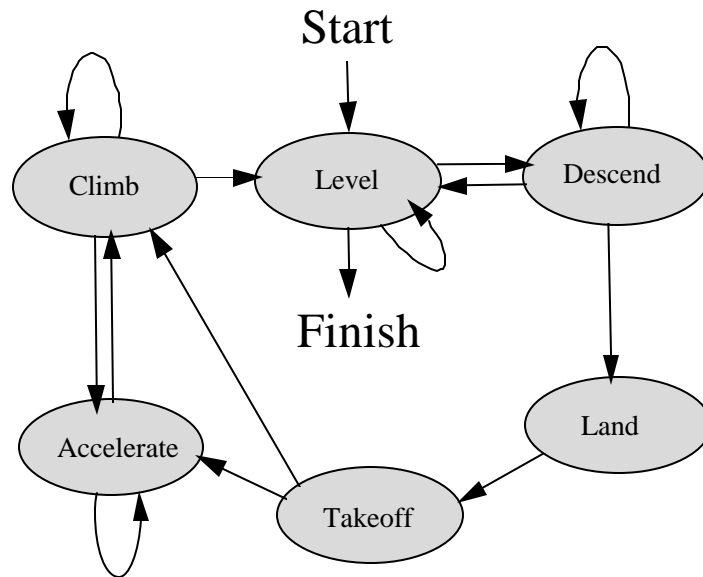 Start
Climb
Level
Descend
Finish
Accelerate
Land
Takeoff